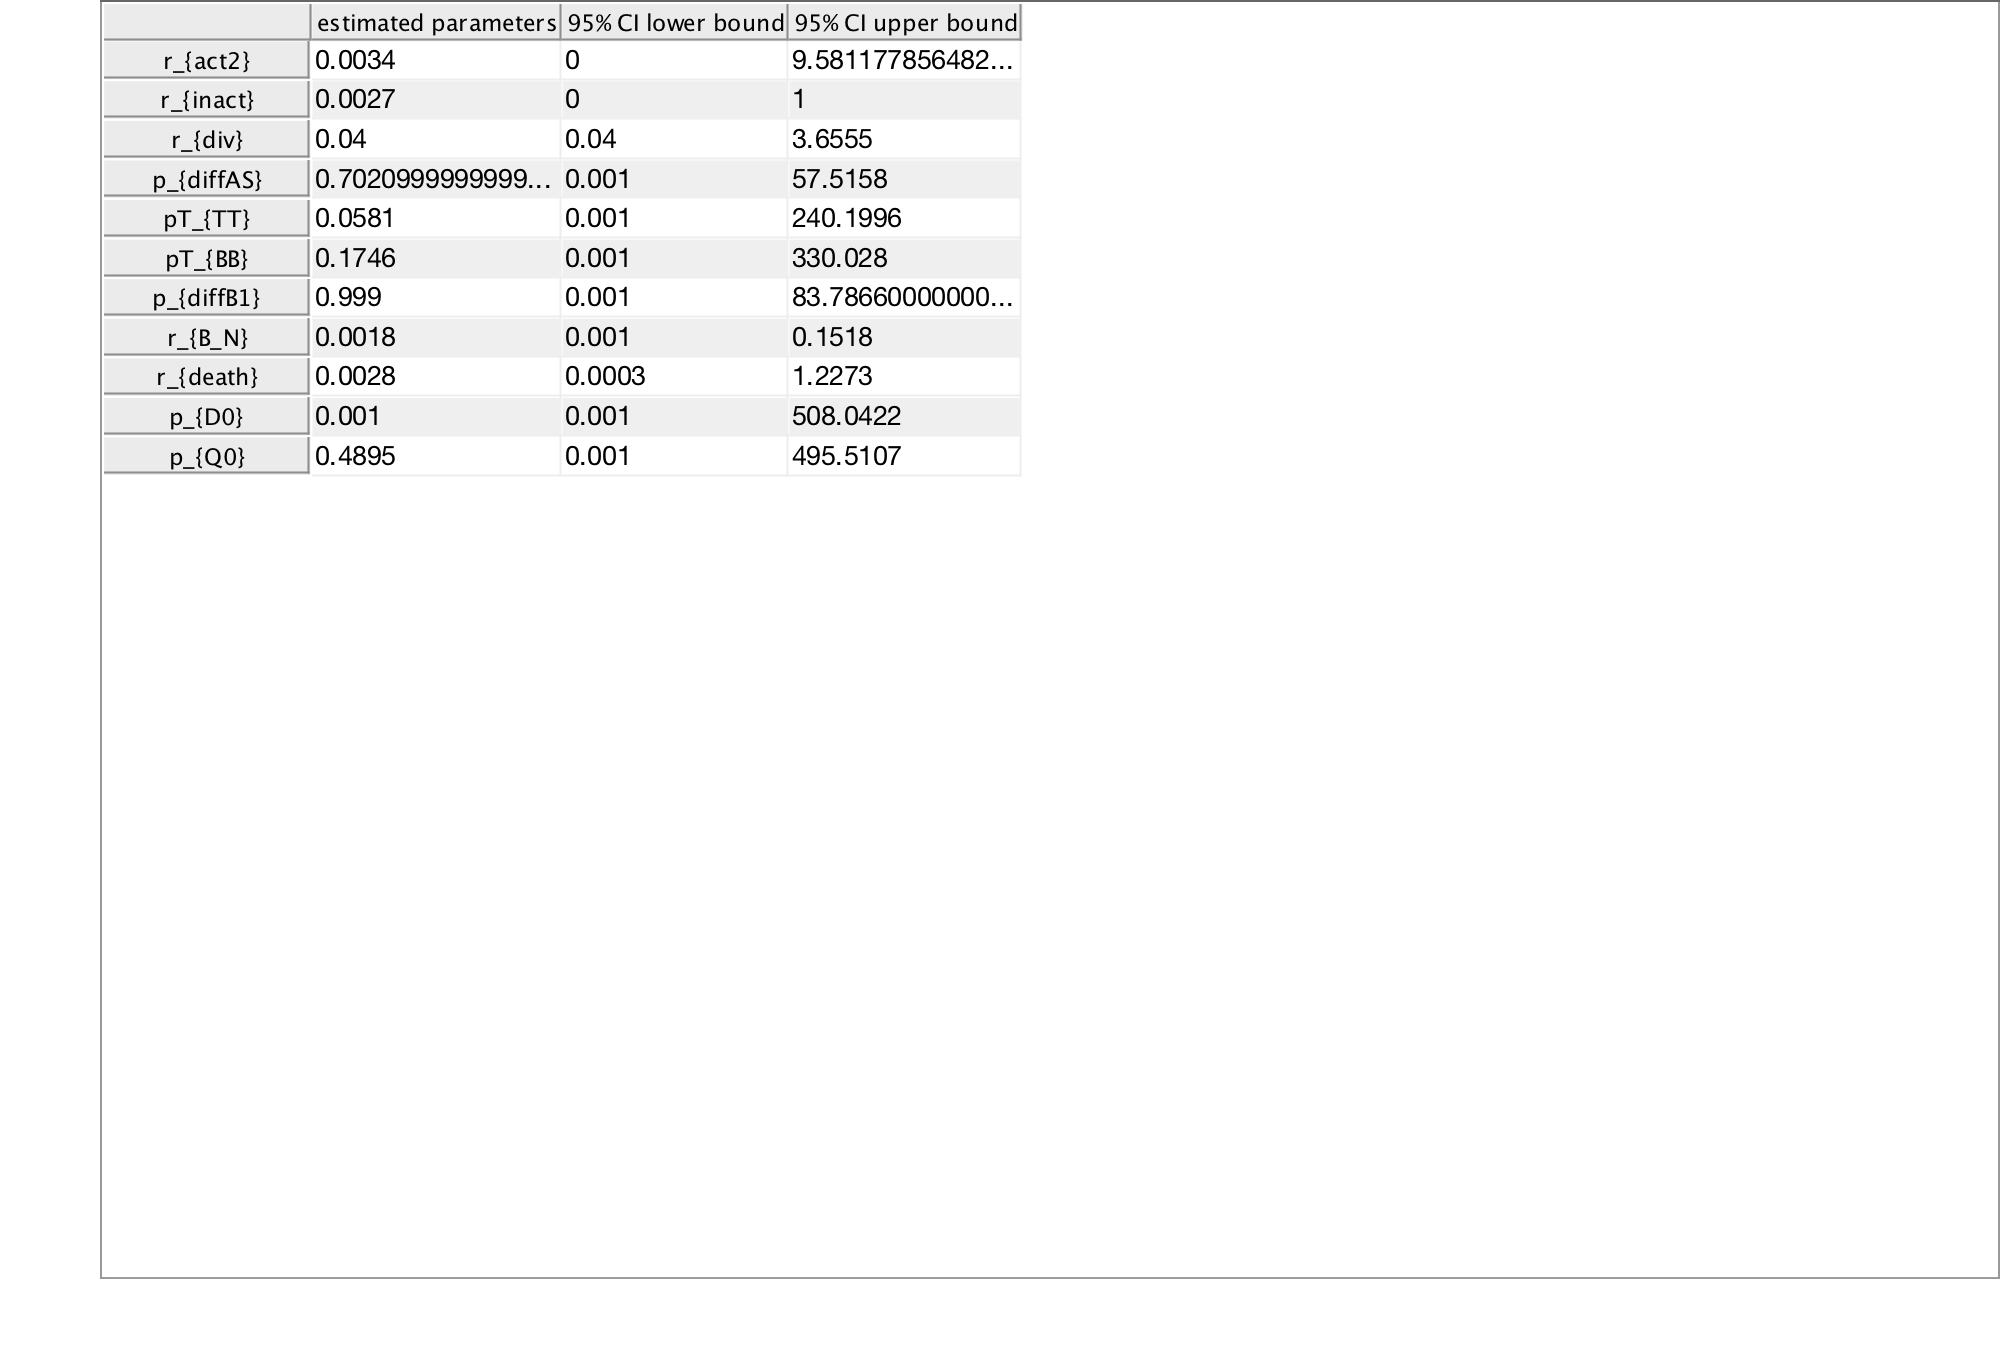 estimated parameters 95% CI lower bound 95% CI upper bound
r_{act2} 0.0034 0 9.581177856482...
r_{inact} 0.0027 0 1
r_{div} 0.04 0.04 3.6555
p_{diffAS} 0.7020999999999... 0.001 57.5158
pT_{TT} 0.0581 0.001 240.1996
pT_{BB} 0.1746 0.001 330.028
p_{diffB1} 0.999 0.001 83.78660000000...
r_{B_N} 0.0018 0.001 0.1518
r_{death} 0.0028 0.0003 1.2273
p_{D0} 0.001 0.001 508.0422
p_{Q0} 0.4895 0.001 495.5107